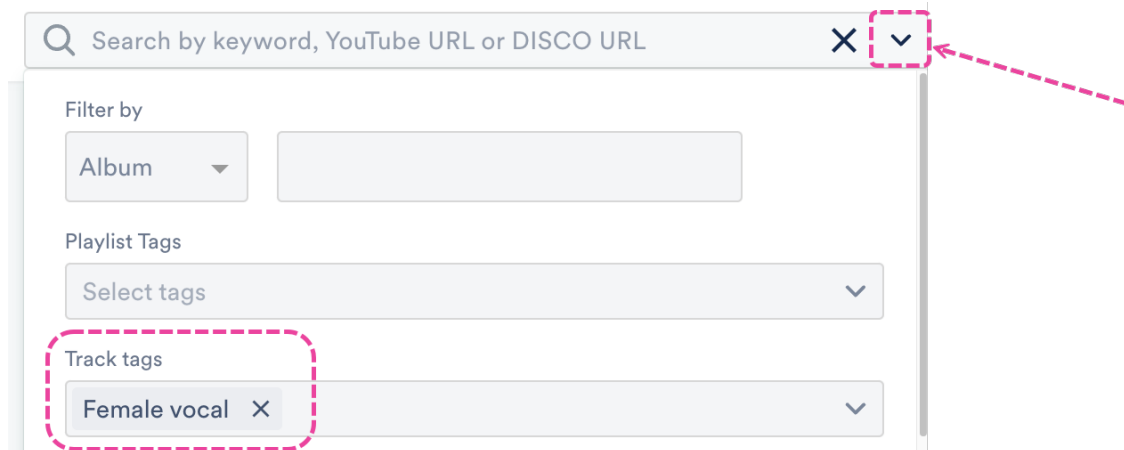 Search by keyword, YouTube URL or DISCO URL
Filter by
Album
Playlist Tags
Select tags
Track tags
Female vocal